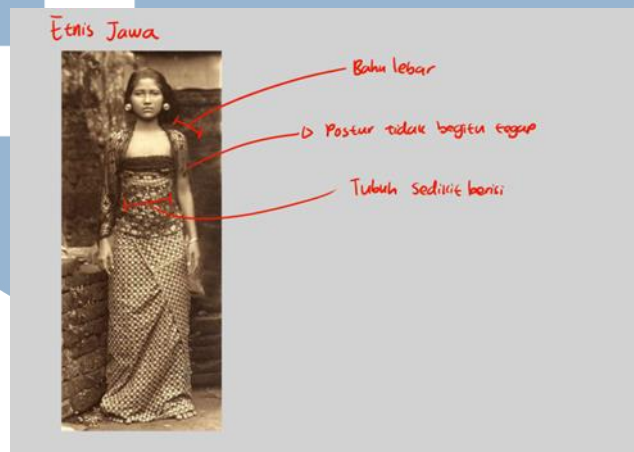 Etnis Jawa
Bahu lebar
Postur tidak begitu tegap
Tubuh sedikit berisi